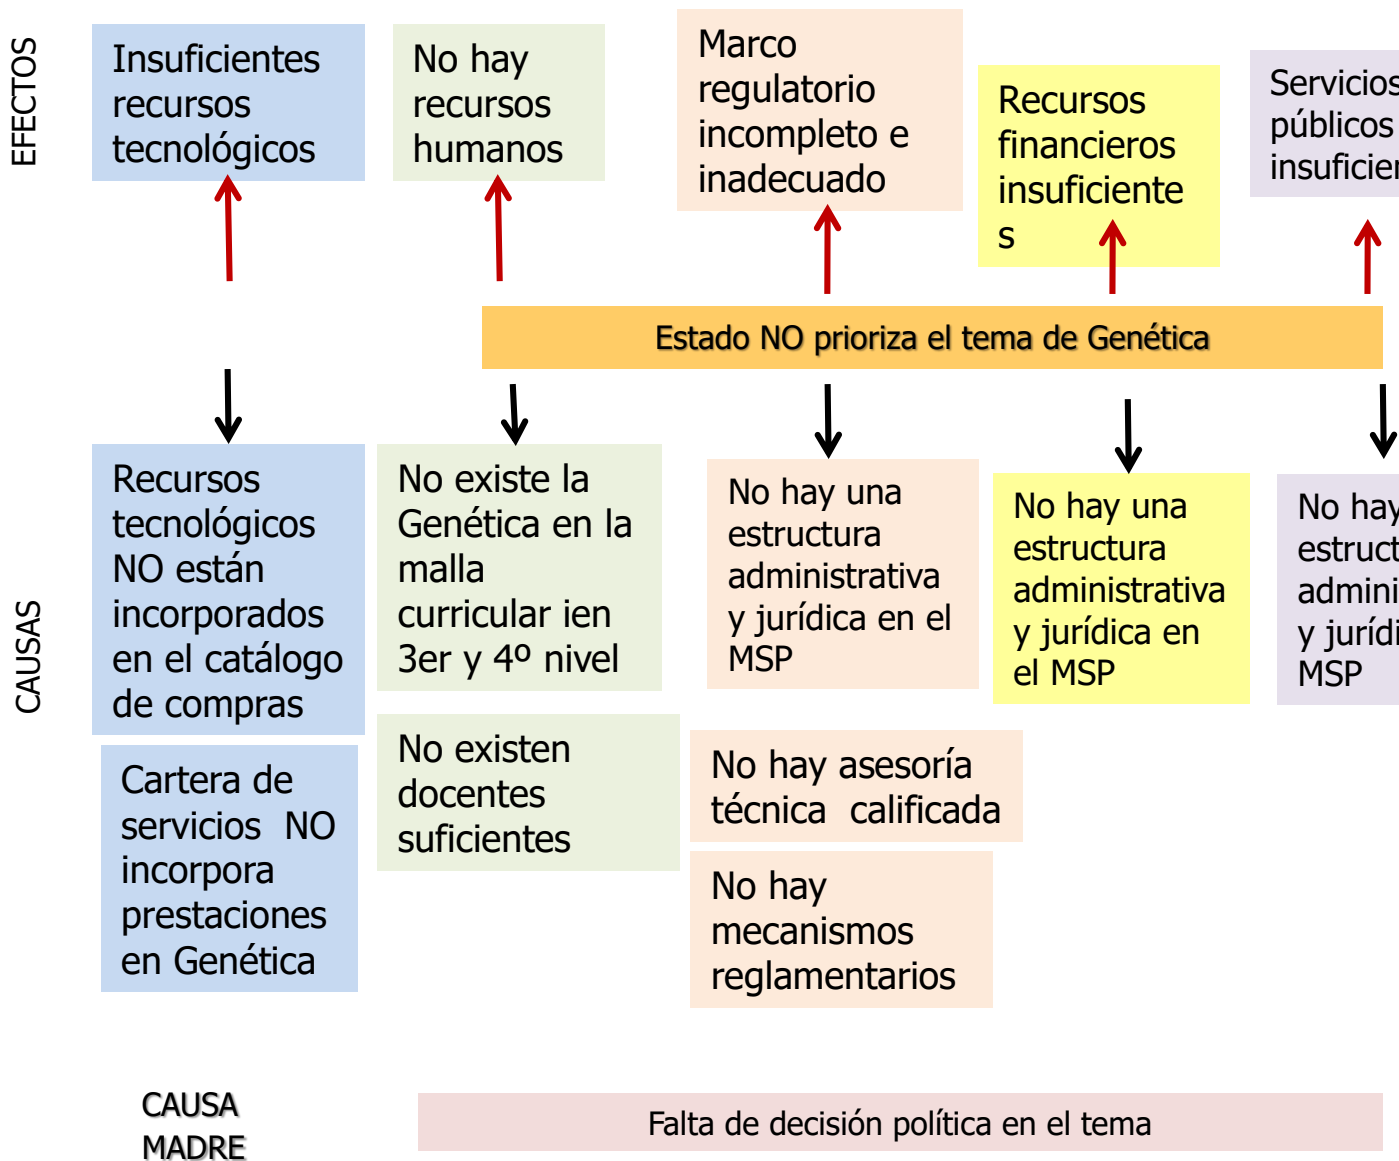 EFECTOS
Insuficientes
recursos
tecnológicos
No hay
recursos
humanos
Marco
regulatorio
incompleto e
inadecuado
Recursos
financieros
insuficiente
s
Servicios
públicos
insuficien
Estado NO prioriza el tema de Genética
CAUSAS
Recursos
tecnológicos
NO están
incorporados
en el catálogo
de compras
Cartera de
servicios NO
incorpora
prestaciones
en Genética
No existe la
Genética en la
malla
curricular ien
3er y 4º nivel
No existen
docentes
suficientes
No hay una
estructura
administrativa
y jurídica en el
MSP
No hay asesoría
técnica calificada
No hay
mecanismos
reglamentarios
No hay una
estructura
administrativa
y jurídica en
el MSP
No hay
estruct
admini
y jurídi
MSP
CAUSA
MADRE
Falta de decisión política en el tema